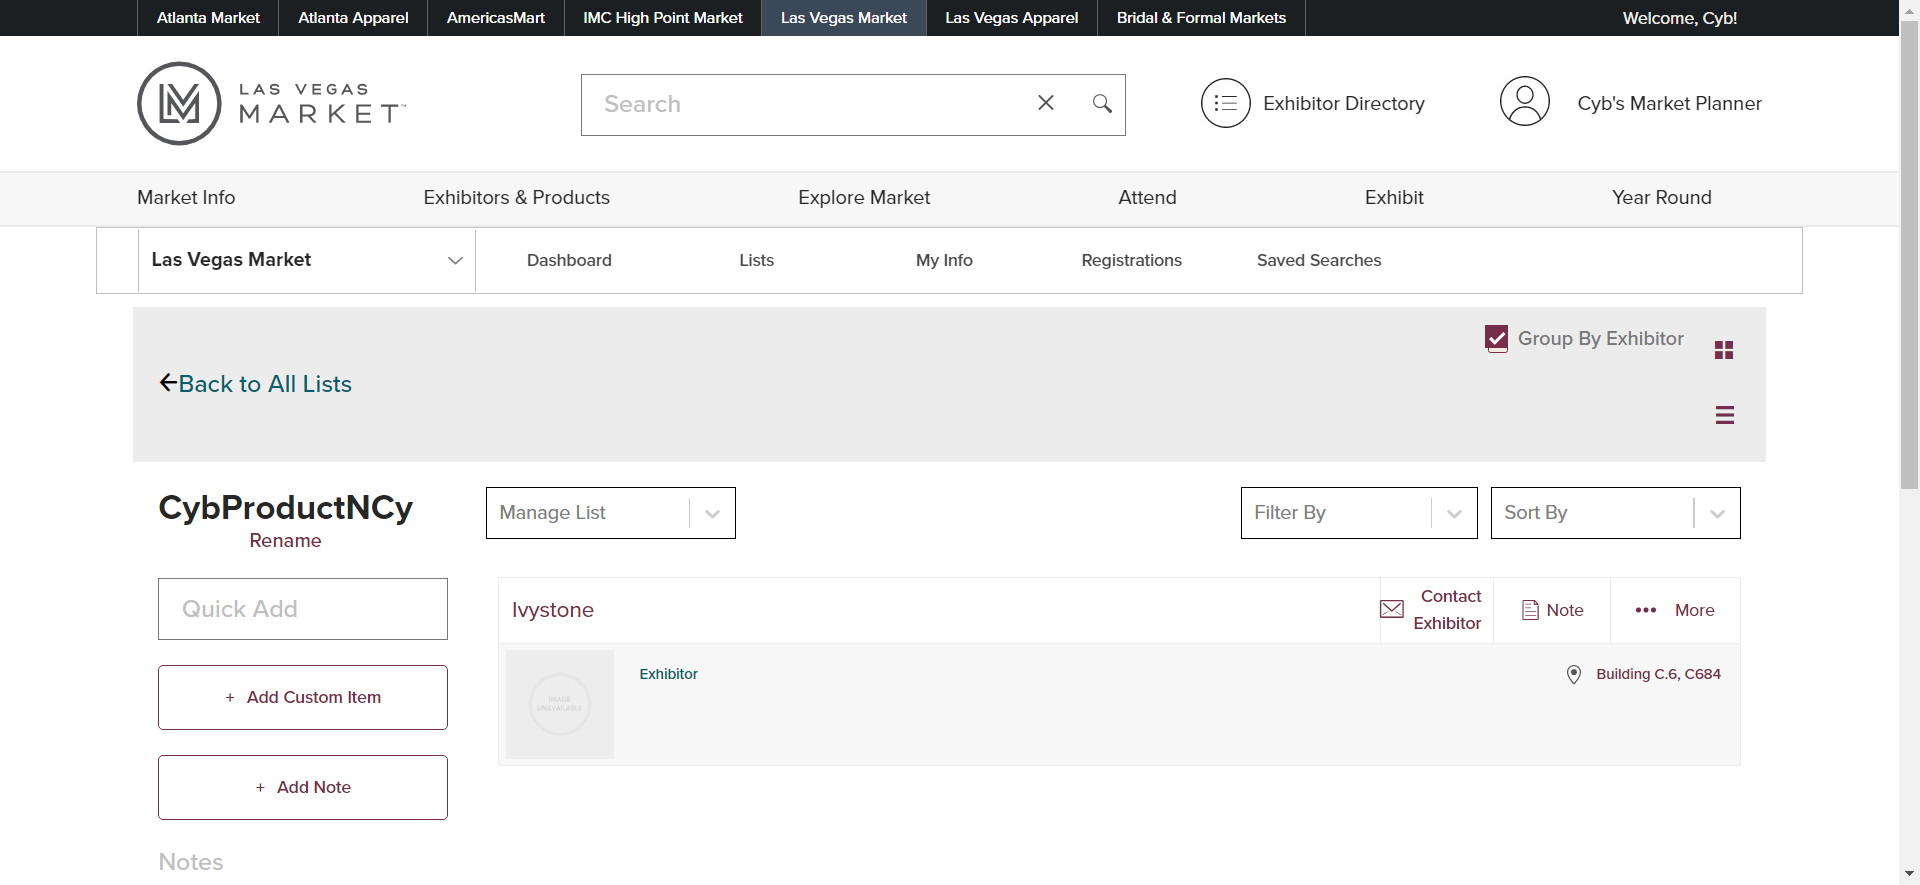 Atlanta Market
Atlanta Apparel
AmericasMart
IMC High Point Market
Las Vegas Market
Las Vegas Apparel
Bridal & Formal Markets
Welcome, Cyb!
LAS VEGAS
MARKET™
Search
Exhibitor Directory
Cyb's Market Planner
Market Info
Exhibitors & Products
Explore Market
Attend
Exhibit
Year Round
Las Vegas Market
Dashboard
Lists
My Info
Registrations
Saved Searches
Group By Exhibitor
Back to All Lists
CybProductNCy
Rename
Manage List
Filter By
Sort By
Quick Add
+ Add Custom Item
+ Add Note
Notes
Ivystone
Contact
Exhibitor
Note
More
IMAGE
UNAVAILABLE
Exhibitor
Building C.6, C684